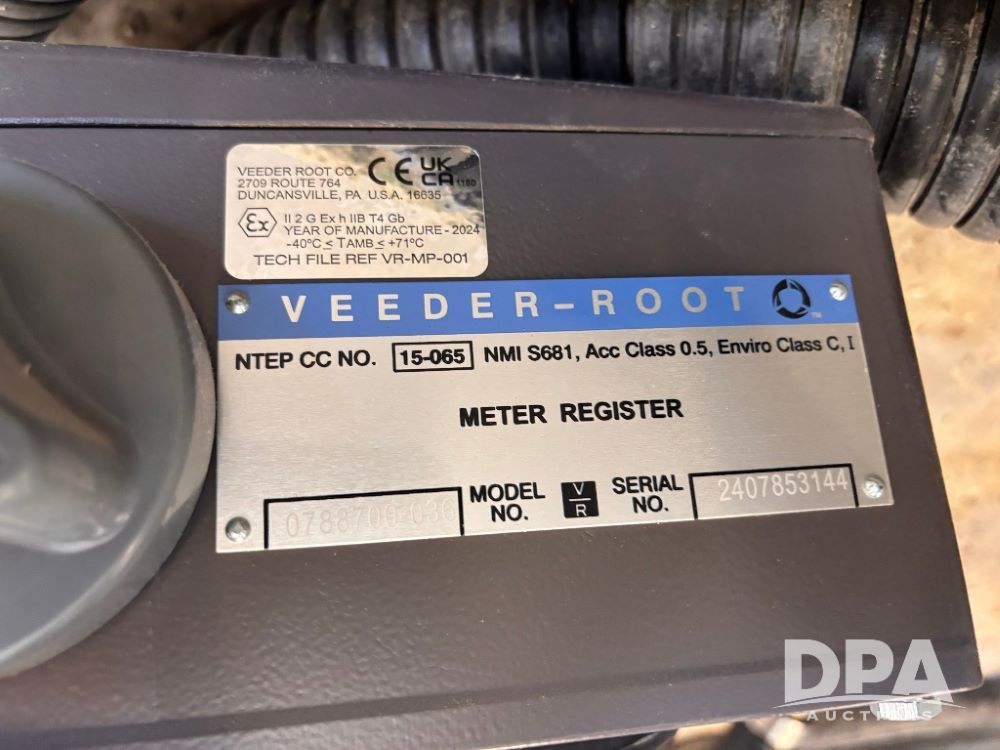 VEEDER ROOT CO. CE UK
2709 ROUTE 764 CA 1180
DUNCANSVILLE, PA U.S.A. 16635
Ex II 2 G Ex h IIB T4 Gb
YEAR OF MANUFACTURE - 2024
-40°C ≤ TAMB ≤ +71°C
TECH FILE REF VR-MP-001
VEEDER-ROOT ™
NTEP CC NO. 15-065 NMI S681, Acc Class 0.5, Enviro Class C, I
METER REGISTER
0788700-036 MODEL NO. V/R SERIAL NO. 2407853144
DPA
AUCTIONS